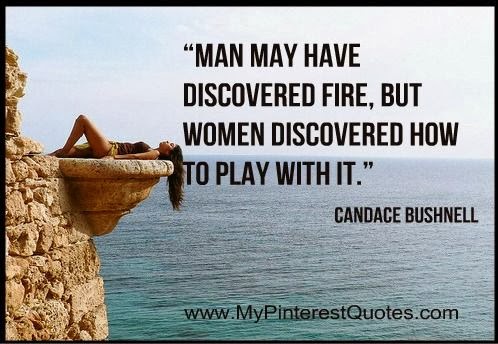 “MAN MAY HAVE
DISCOVERED FIRE, BUT
WOMEN DISCOVERED HOW
TO PLAY WITH IT.”
CANDACE BUSHNELL
www.MyPinterestQuotes.com